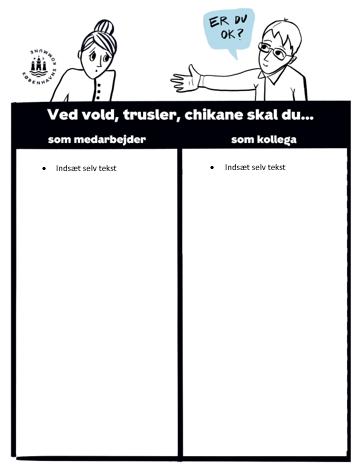 KØBENHAVNS KOMMUNE
ER DU
OK?
Ved vold, trusler, chikane skal du...
som medarbejder
som kollega
• Indsæt selv tekst
• Indsæt selv tekst